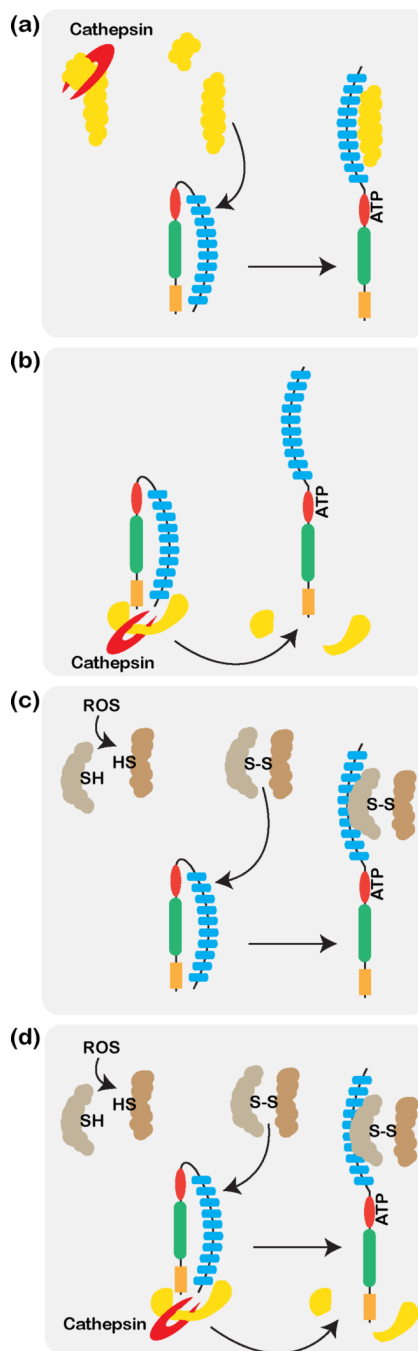 (a)
Cathepsin
ATP
(b)
ATP
Cathepsin
(c)
ROS
SH
HS
S-S
S-S
ATP
(d)
ROS
SH
HS
S-S
S-S
ATP
Cathepsin